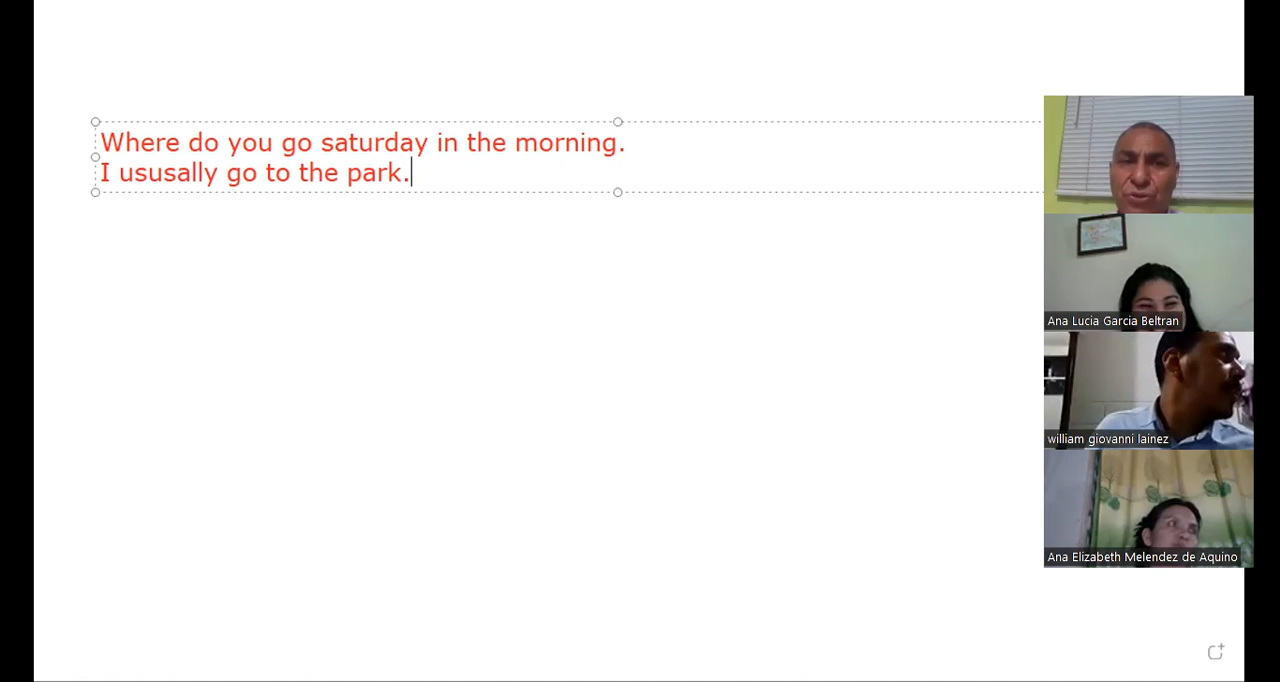 Where do you go saturday in the morning.
I ususally go to the park.
Ana Lucia Garcia Beltran
william giovanni lainez
Ana Elizabeth Melendez de Aquino